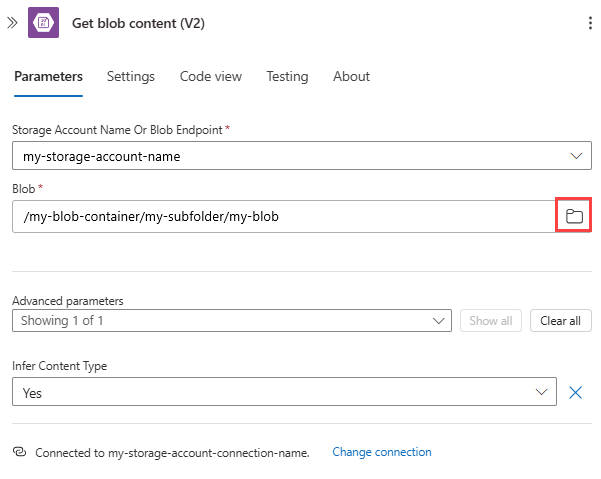 Get blob content (V2)
Parameters Settings Code view Testing About
Storage Account Name Or Blob Endpoint *
my-storage-account-name
Blob *
/my-blob-container/my-subfolder/my-blob
Advanced parameters
Showing 1 of 1 Show all Clear all
Infer Content Type
Yes
Connected to my-storage-account-connection-name. Change connection